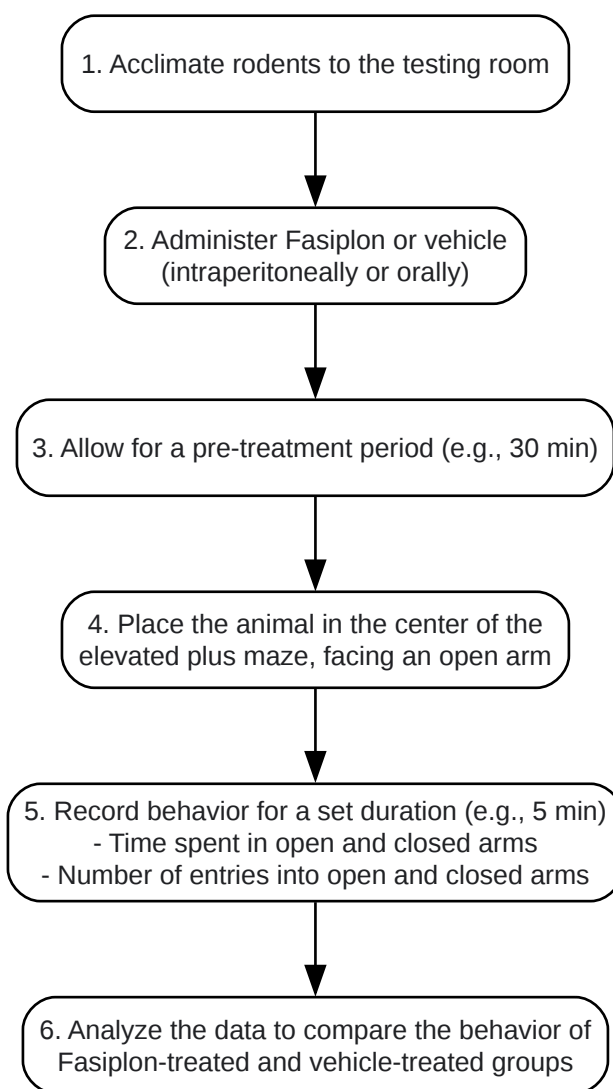 1. Acclimate rodents to the testing room
2. Administer Fasiplon or vehicle
(intraperitoneally or orally)
3. Allow for a pre-treatment period (e.g., 30 min)
4. Place the animal in the center of the
elevated plus maze, facing an open arm
5. Record behavior for a set duration (e.g., 5 min)
- Time spent in open and closed arms
- Number of entries into open and closed arms
6. Analyze the data to compare the behavior of
Fasiplon-treated and vehicle-treated groups